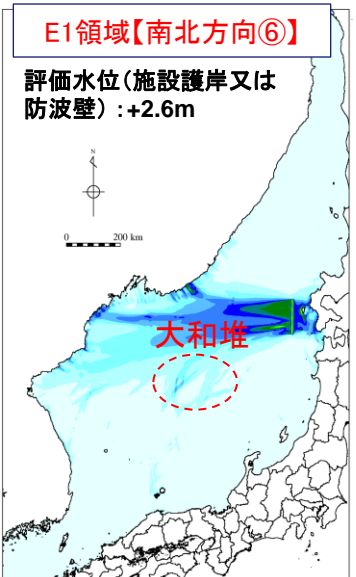 E1領域【南北方向⑥】
評価水位(施設護岸又は
防波壁）:+2.6m
N
0 200 km
大和堆